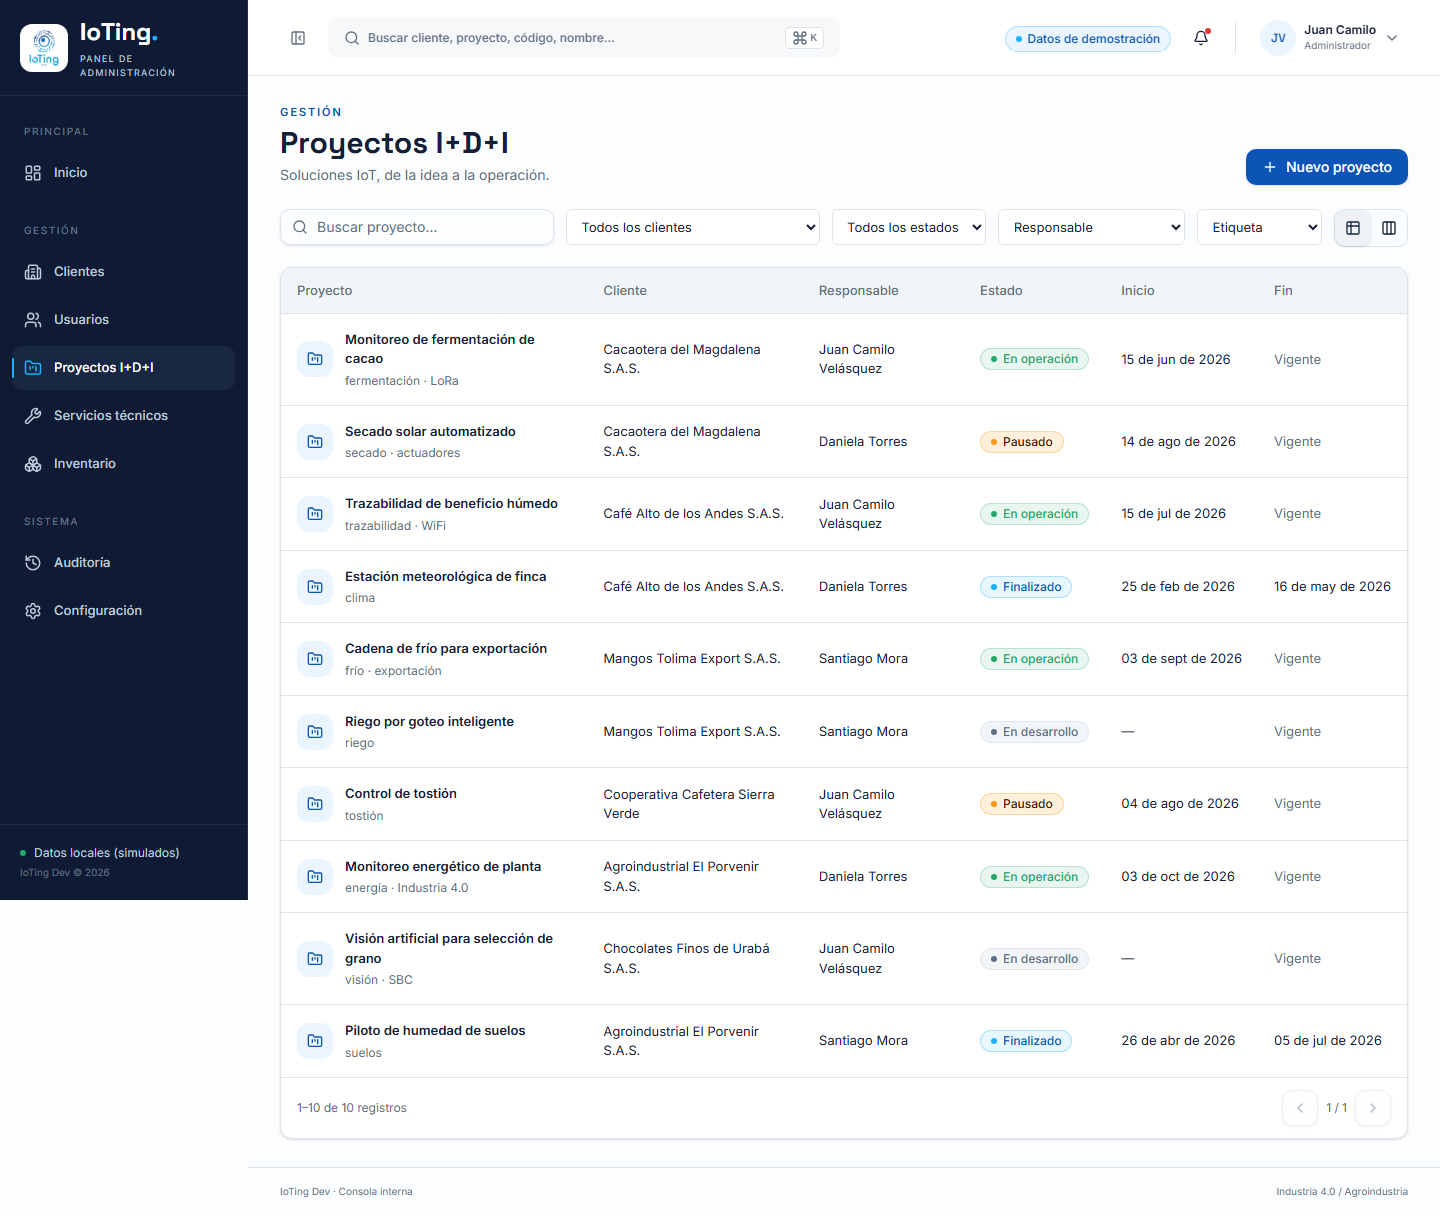 IoTing
IoTing.
PANEL DE
ADMINISTRACIÓN
PRINCIPAL
Inicio
GESTIÓN
Clientes
Usuarios
Proyectos I+D+I
Servicios técnicos
Inventario
SISTEMA
Auditoría
Configuración
Datos locales (simulados)
IoTing Dev © 2026
Buscar cliente, proyecto, código, nombre...
⌘ K
Datos de demostración
JV
Juan Camilo
Administrador
GESTIÓN
Proyectos I+D+I
Soluciones IoT, de la idea a la operación.
+ Nuevo proyecto
Buscar proyecto...
Todos los clientes
Todos los estados
Responsable
Etiqueta
Proyecto Cliente Responsable Estado Inicio Fin
Monitoreo de fermentación de
cacao
fermentación · LoRa
Cacaotera del Magdalena
S.A.S.
Juan Camilo
Velásquez
En operación
15 de jun de 2026
Vigente
Secado solar automatizado
secado · actuadores
Cacaotera del Magdalena
S.A.S.
Daniela Torres
Pausado
14 de ago de 2026
Vigente
Trazabilidad de beneficio húmedo
trazabilidad · WiFi
Café Alto de los Andes S.A.S.
Juan Camilo
Velásquez
En operación
15 de jul de 2026
Vigente
Estación meteorológica de finca
clima
Café Alto de los Andes S.A.S.
Daniela Torres
Finalizado
25 de feb de 2026
16 de may de 2026
Cadena de frío para exportación
frío · exportación
Mangos Tolima Export S.A.S.
Santiago Mora
En operación
03 de sept de 2026
Vigente
Riego por goteo inteligente
riego
Mangos Tolima Export S.A.S.
Santiago Mora
En desarrollo
—
Vigente
Control de tostión
tostión
Cooperativa Cafetera Sierra
Verde
Juan Camilo
Velásquez
Pausado
04 de ago de 2026
Vigente
Monitoreo energético de planta
energía · Industria 4.0
Agroindustrial El Porvenir
S.A.S.
Daniela Torres
En operación
03 de oct de 2026
Vigente
Visión artificial para selección de
grano
visión · SBC
Chocolates Finos de Urabá
S.A.S.
Juan Camilo
Velásquez
En desarrollo
—
Vigente
Piloto de humedad de suelos
suelos
Agroindustrial El Porvenir
S.A.S.
Santiago Mora
Finalizado
26 de abr de 2026
05 de jul de 2026
1–10 de 10 registros
1 / 1
IoTing Dev · Consola interna
Industria 4.0 / Agroindustria